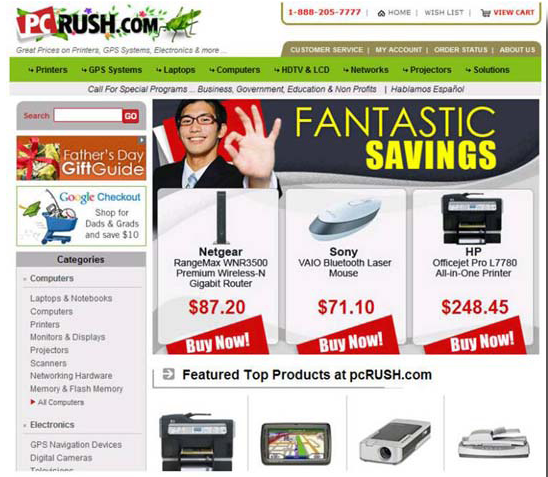 PCRUSH.COM
Great Prices on Printers, GPS Systems, Electronics & more ...
1-888-205-7777 | HOME | WISH LIST | VIEW CART
CUSTOMER SERVICE | MY ACCOUNT | ORDER STATUS | ABOUT US
Printers GPS Systems Laptops Computers HDTV & LCD Networks Projectors Solutions
Call For Special Programs ... Business, Government, Education & Non Profits | Hablamos Español
Search GO
Father's Day
Gift Guide
Google Checkout
Shop for
Dads & Grads
and save $10
Categories
Computers
Laptops & Notebooks
Computers
Printers
Monitors & Displays
Projectors
Scanners
Networking Hardware
Memory & Flash Memory
All Computers
Electronics
GPS Navigation Devices
Digital Cameras
Televisions
FANTASTIC
SAVINGS
Netgear
RangeMax WNR3500
Premium Wireless-N
Gigabit Router
$87.20
Buy Now!
Sony
VAIO Bluetooth Laser
Mouse
$71.10
Buy Now!
HP
Officejet Pro L7780
All-in-One Printer
$248.45
Buy Now!
Featured Top Products at pcRUSH.com